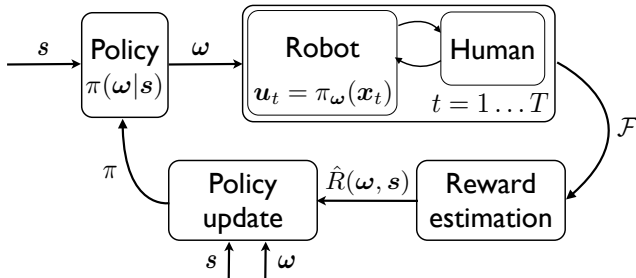 s
Policy
π(ω|s)
ω
Robot
u_t = π_ω(x_t)
Human
t = 1 … T
F
π
Policy
update
R̂(ω, s)
Reward
estimation
s
ω